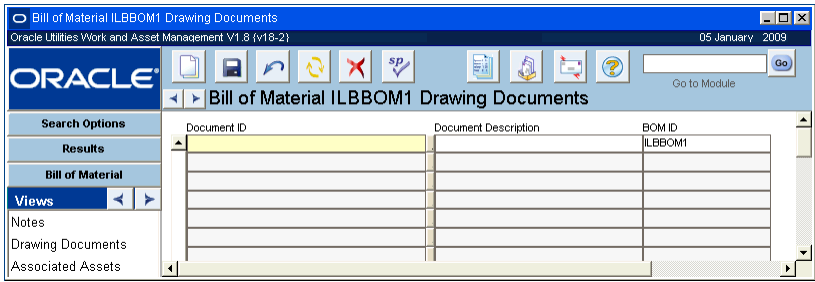 Bill of Material ILBBOM1 Drawing Documents
Oracle Utilities Work and Asset Management V1.8 (v18-2) 05 January 2009
ORACLE
sp
?
Go
Go to Module
Bill of Material ILBBOM1 Drawing Documents
Search Options
Results
Bill of Material
Views
Notes
Drawing Documents
Associated Assets
Document ID Document Description BOM ID
ILBBOM1